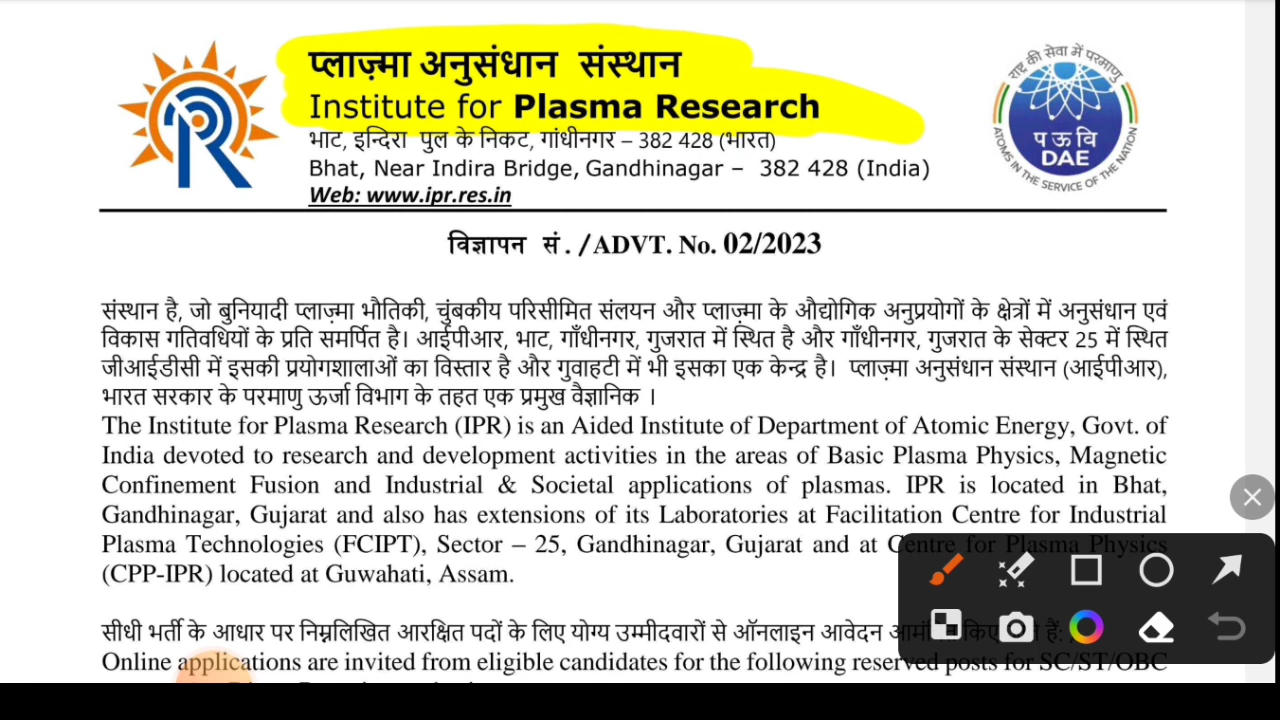 प्लाज़्मा अनुसंधान संस्थान
Institute for Plasma Research
भाट, इन्दिरा पुल के निकट, गांधीनगर – 382 428 (भारत)
Bhat, Near Indira Bridge, Gandhinagar – 382 428 (India)
Web: www.ipr.res.in
राष्ट्र की सेवा में परमाणु
प ऊ वि
DAE
ATOMS IN THE SERVICE OF THE NATION
विज्ञापन सं. /ADVT. No. 02/2023
संस्थान है, जो बुनियादी प्लाज़्मा भौतिकी, चुंबकीय परिसीमित संलयन और प्लाज़्मा के औद्योगिक अनुप्रयोगों के क्षेत्रों में अनुसंधान एवं
विकास गतिवधियों के प्रति समर्पित है। आईपीआर, भाट, गाँधीनगर, गुजरात में स्थित है और गाँधीनगर, गुजरात के सेक्टर 25 में स्थित
जीआईडीसी में इसकी प्रयोगशालाओं का विस्तार है और गुवाहटी में भी इसका एक केन्द्र है। प्लाज़्मा अनुसंधान संस्थान (आईपीआर),
भारत सरकार के परमाणु ऊर्जा विभाग के तहत एक प्रमुख वैज्ञानिक ।
The Institute for Plasma Research (IPR) is an Aided Institute of Department of Atomic Energy, Govt. of
India devoted to research and development activities in the areas of Basic Plasma Physics, Magnetic
Confinement Fusion and Industrial & Societal applications of plasmas. IPR is located in Bhat,
Gandhinagar, Gujarat and also has extensions of its Laboratories at Facilitation Centre for Industrial
Plasma Technologies (FCIPT), Sector – 25, Gandhinagar, Gujarat and at Centre for Plasma Physics
(CPP-IPR) located at Guwahati, Assam.
सीधी भर्ती के आधार पर निम्नलिखित आरक्षित पदों के लिए योग्य उम्मीदवारों से ऑनलाइन आवेदन
Online applications are invited from eligible candidates for the following reserved posts for SC/ST/OBC